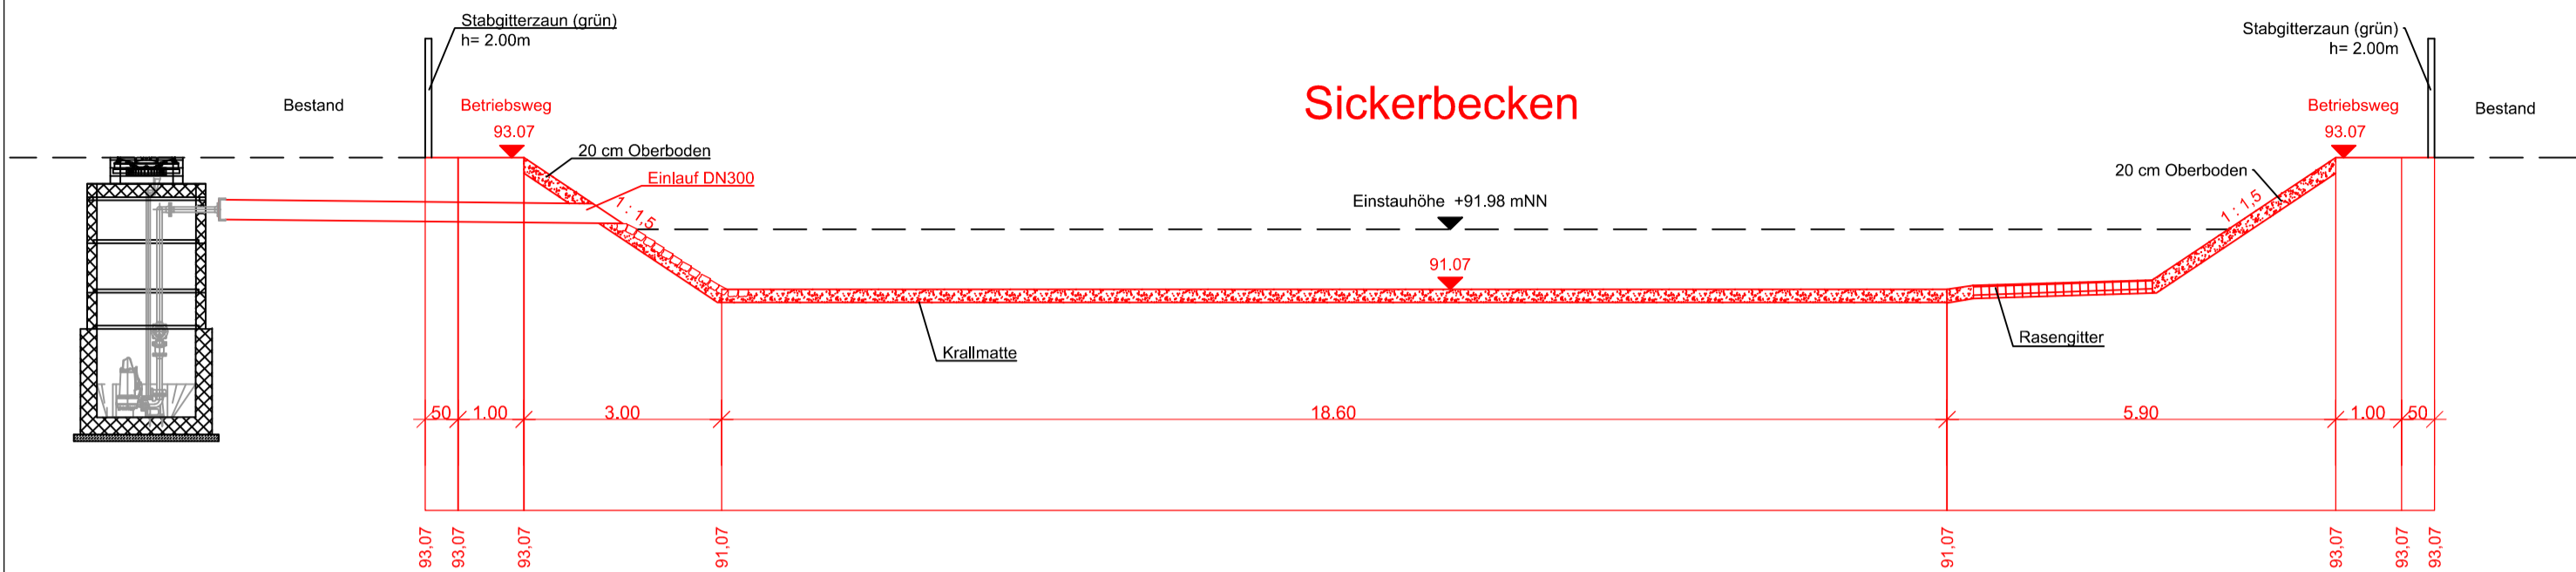 Stabgitterzaun (grün)
h= 2.00m
Stabgitterzaun (grün)
h= 2.00m
Sickerbecken
Bestand
Betriebsweg
Betriebsweg
Bestand
93.07
93.07
20 cm Oberboden
20 cm Oberboden
Einlauf DN300
1 : 1,5
Einstauhöhe +91.98 mNN
1 : 1,5
91.07
Krallmatte
Rasengitter
50 1.00 3.00 18.60 5.90 1.00 50
93,07 93,07 93,07 91,07 91,07 93,07 93,07 93,07